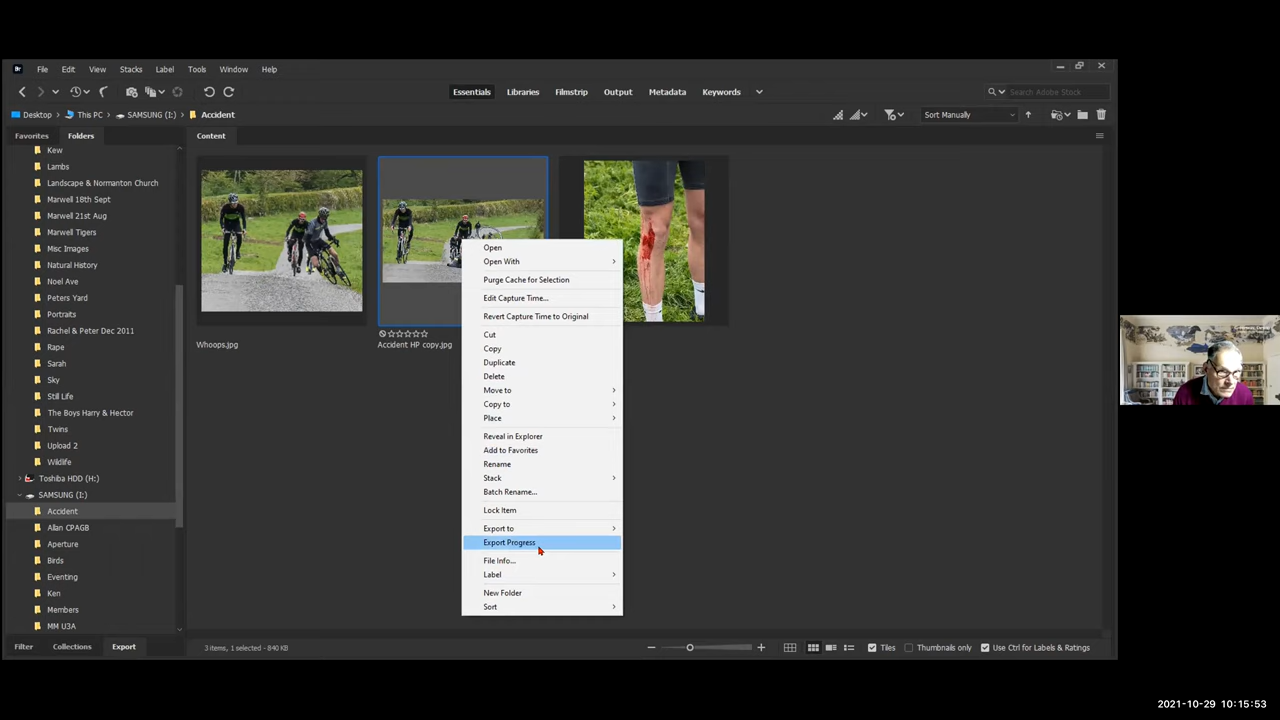 Br File Edit View Stacks Label Tools Window Help
Essentials Libraries Filmstrip Output Metadata Keywords Search Adobe Stock
Desktop This PC SAMSUNG (I:) Accident Sort Manually
Favorites Folders Content
Kew
Lambs
Landscape & Normanton Church
Marwell 18th Sept
Marwell 21st Aug
Marwell Tigers
Misc Images
Natural History
Noel Ave
Peters Yard
Portraits
Rachel & Peter Dec 2011
Rape
Sarah
Sky
Still Life
The Boys Harry & Hector
Twins
Upload 2
Wildlife
Toshiba HDD (H:)
SAMSUNG (I:)
Accident
Allan CPAGB
Aperture
Birds
Eventing
Ken
Members
MM U3A
Whoops.jpg
Accident HP copy.jpg
Open
Open With
Purge Cache for Selection
Edit Capture Time...
Revert Capture Time to Original
Cut
Copy
Duplicate
Delete
Move to
Copy to
Place
Reveal in Explorer
Add to Favorites
Rename
Stack
Batch Rename...
Lock Item
Export to
Export Progress
File Info...
Label
New Folder
Sort
Filter Collections Export
3 items, 1 selected - 840 KB
Tiles Thumbnails only Use Ctrl for Labels & Ratings
2021-10-29 10:15:53